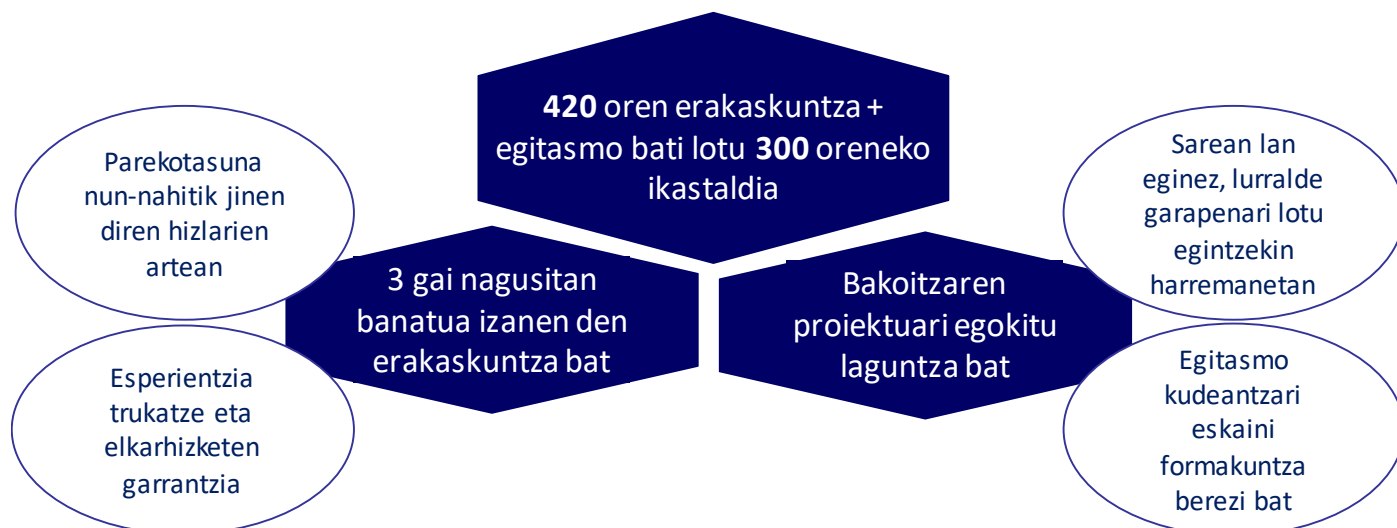 420 oren erakaskuntza +
egitasmo bati lotu 300 oreneko
ikastaldia
Parekotasuna
nun-nahitik jinen
diren hizlarien
artean
Sarean lan
eginez, lurralde
garapenari lotu
egintzekin
harremanetan
3 gai nagusitan
banatua izanen den
erakaskuntza bat
Bakoitzaren
proiektuari egokitu
laguntza bat
Esperientzia
trukatze eta
elkarhizketen
garrantzia
Egitasmo
kudeantzari
eskaini
formakuntza
berezi bat